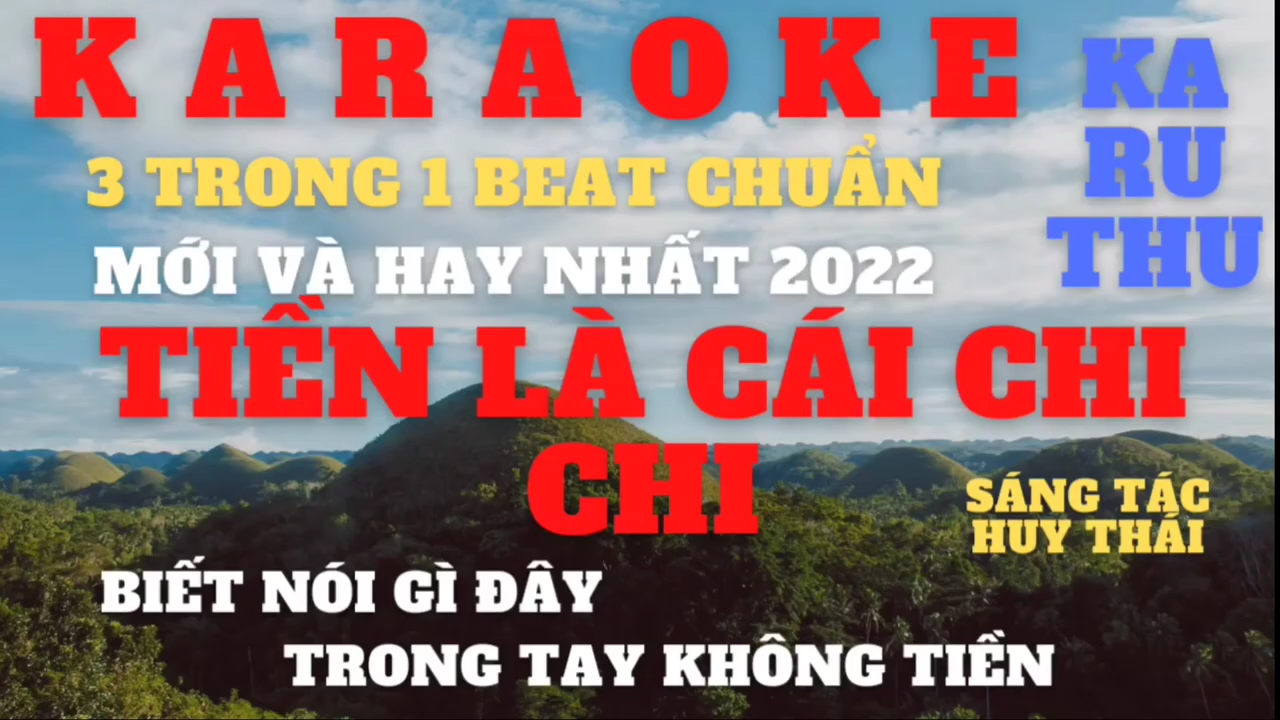 KARAOKE
KA
RU
THU
3 TRONG 1 BEAT CHUẨN
MỚI VÀ HAY NHẤT 2022
TIỀN LÀ CÁI CHI
CHI
SÁNG TÁC
HUY THÁI
BIẾT NÓI GÌ ĐÂY
TRONG TAY KHÔNG TIỀN